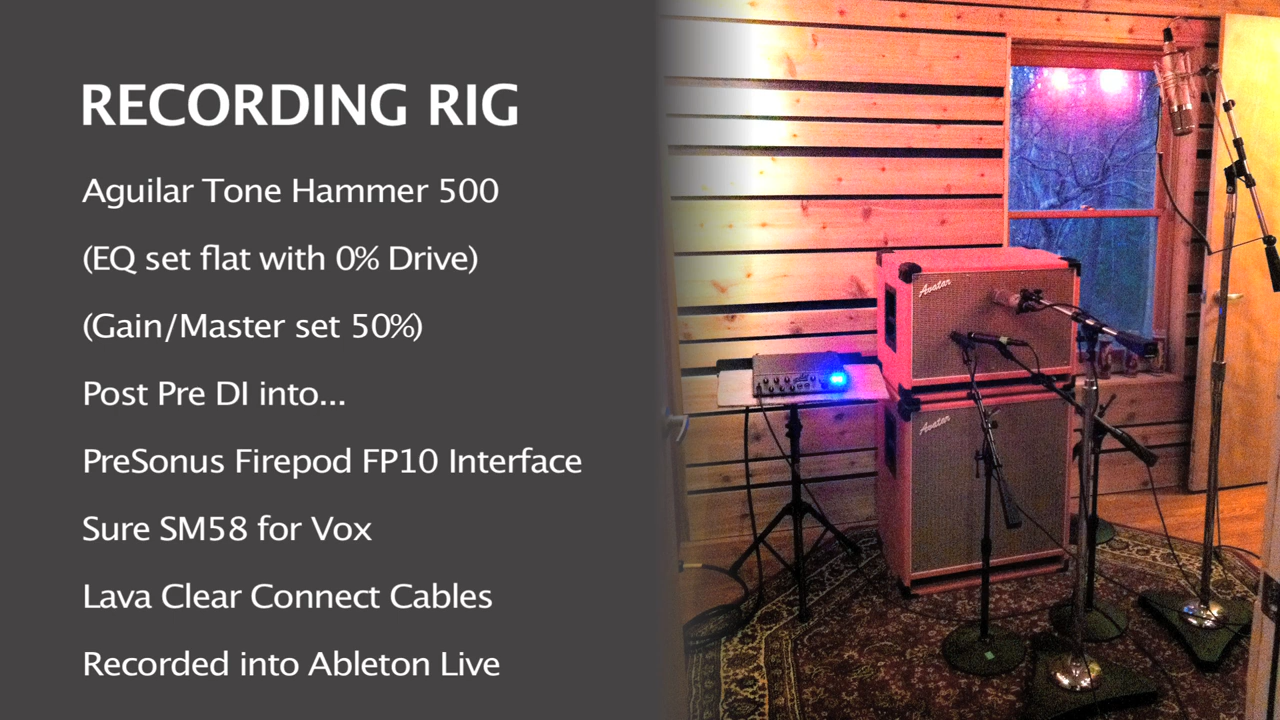 RECORDING RIG
Aguilar Tone Hammer 500
(EQ set flat with 0% Drive)
(Gain/Master set 50%)
Post Pre DI into...
PreSonus Firepod FP10 Interface
Sure SM58 for Vox
Lava Clear Connect Cables
Recorded into Ableton Live
Avatar
Avatar